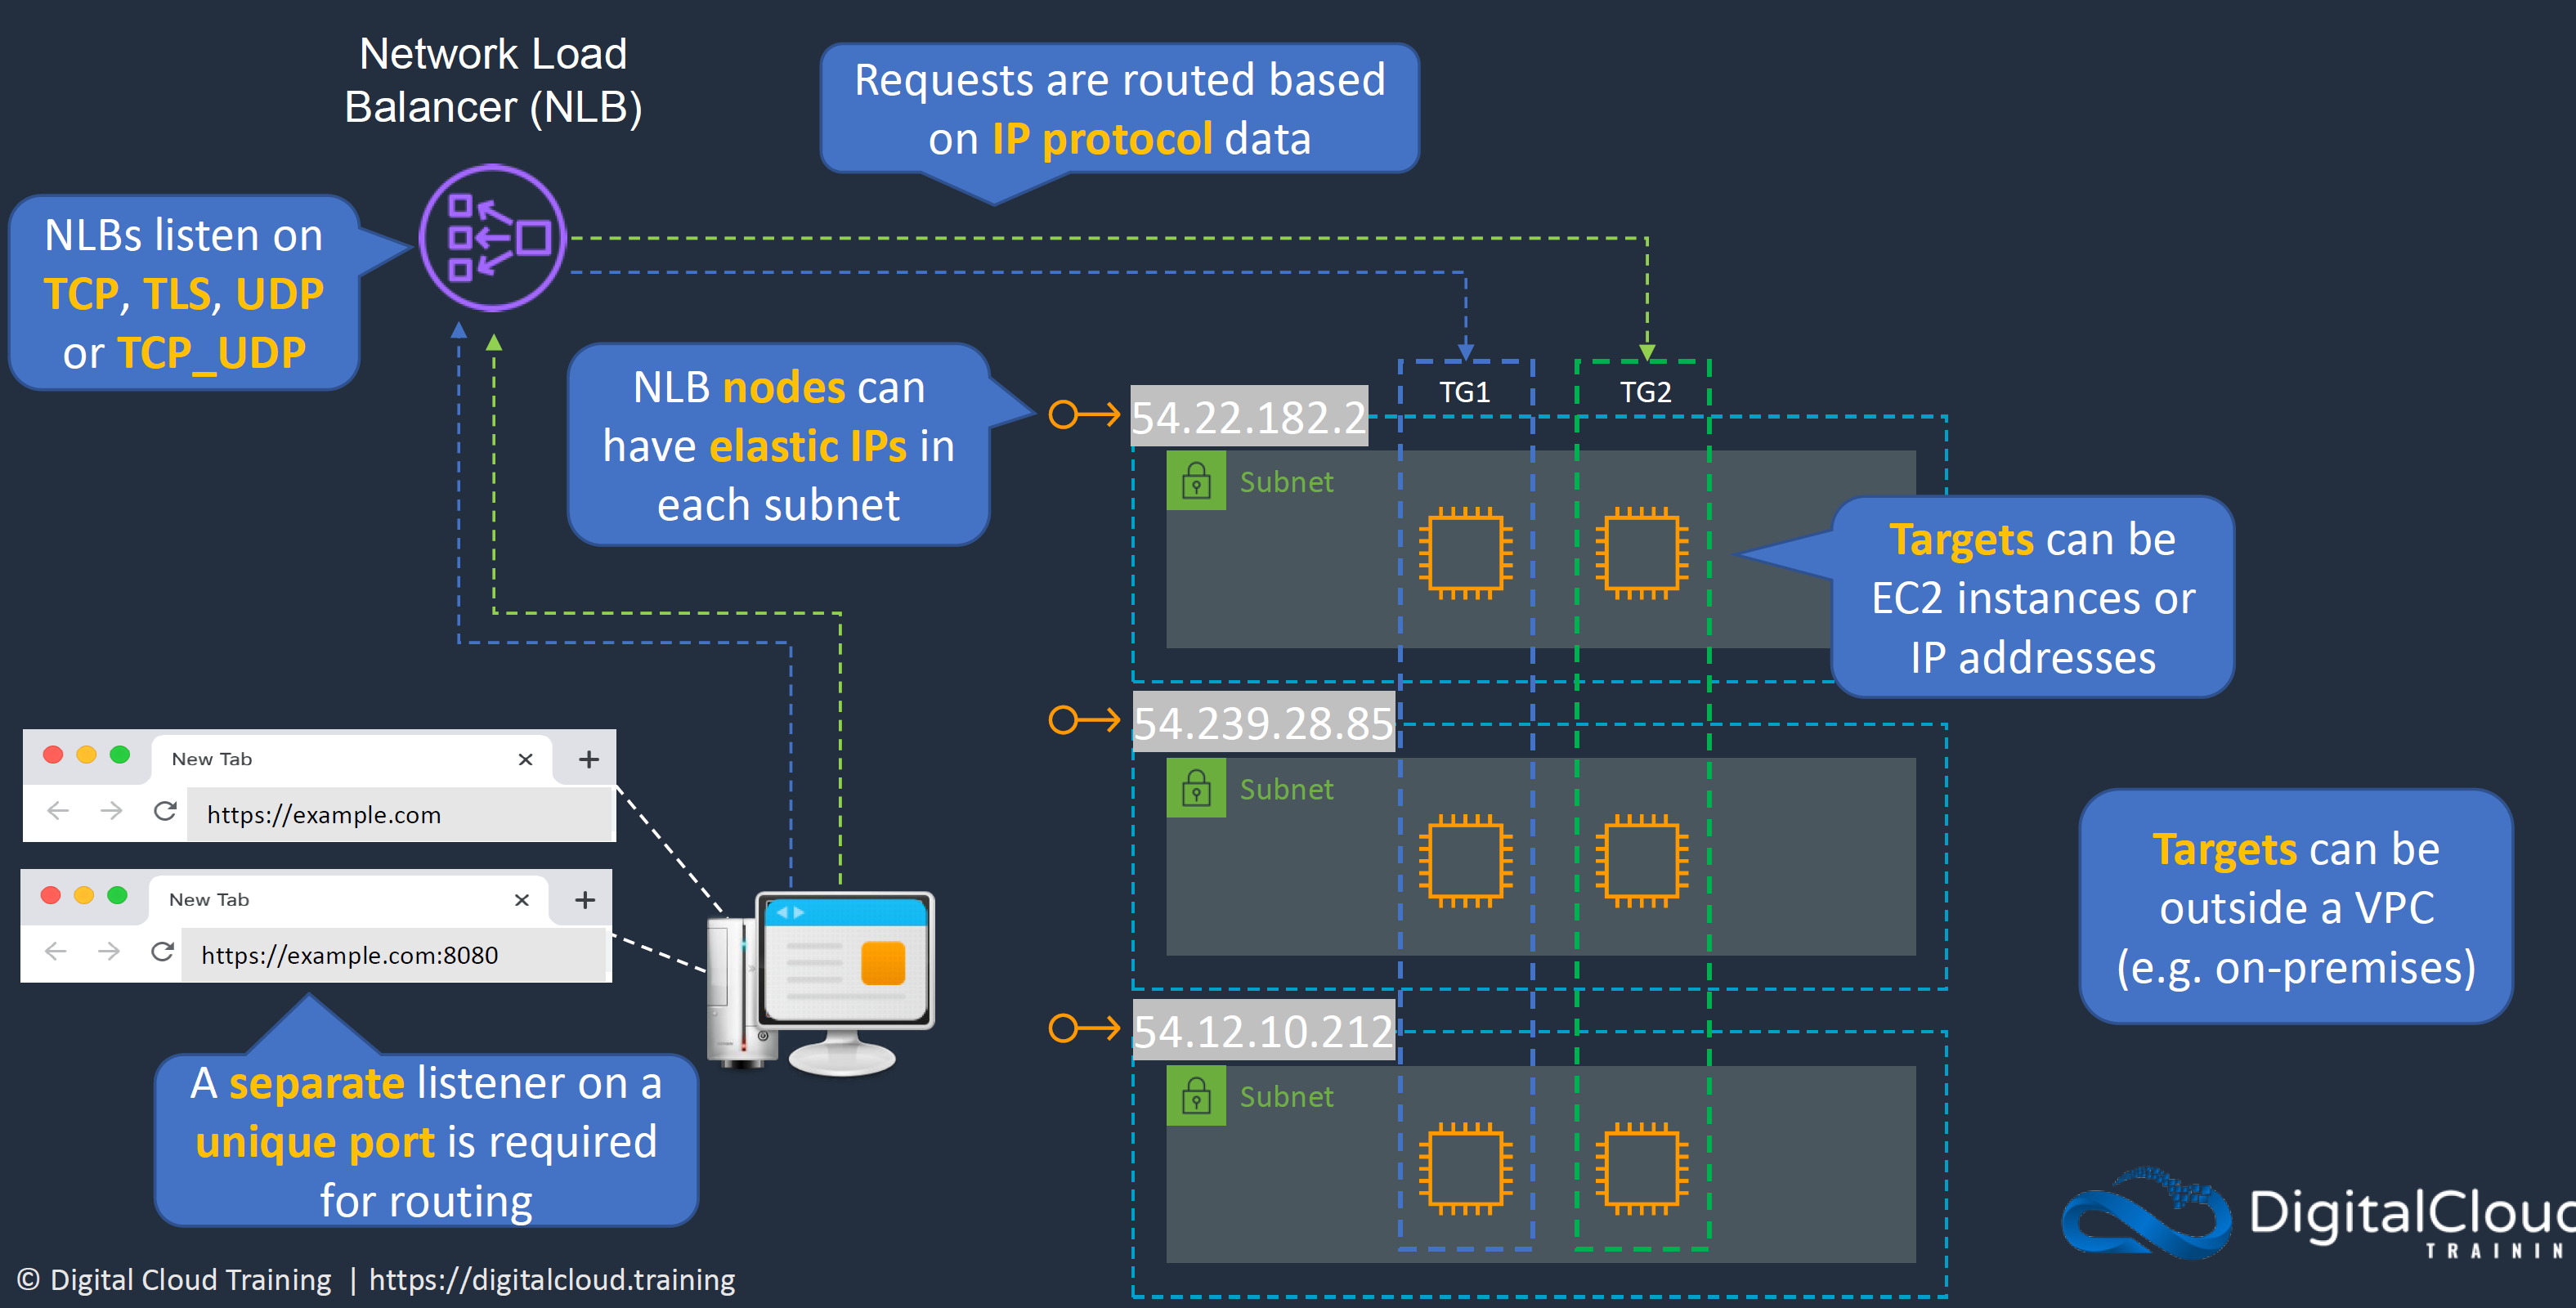 Network Load
Balancer (NLB)
Requests are routed based
on IP protocol data
NLBs listen on
TCP, TLS, UDP
or TCP_UDP
NLB nodes can
have elastic IPs in
each subnet
54.22.182.2
TG1
TG2
Subnet
Targets can be
EC2 instances or
IP addresses
54.239.28.85
Subnet
Targets can be
outside a VPC
(e.g. on-premises)
54.12.10.212
Subnet
New Tab
https://example.com
New Tab
https://example.com:8080
A separate listener on a
unique port is required
for routing
DigitalClou
TRAININ
© Digital Cloud Training | https://digitalcloud.training